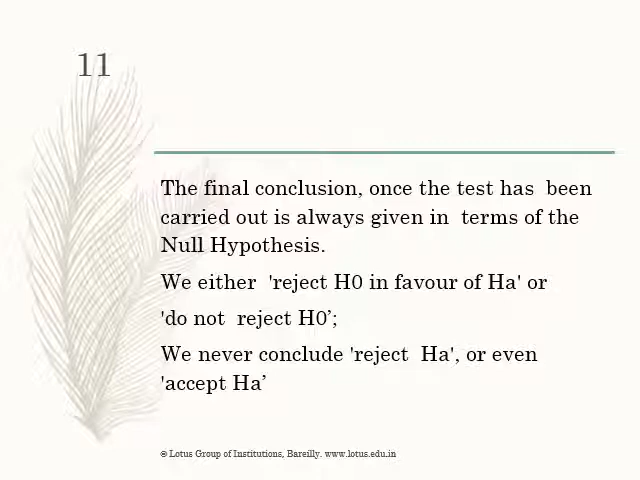 11
The final conclusion, once the test has  been
carried out is always given in  terms of the
Null Hypothesis.
We either  'reject H0 in favour of Ha' or
'do not  reject H0’;
We never conclude 'reject  Ha', or even
'accept Ha’
© Lotus Group of Institutions, Bareilly. www.lotus.edu.in